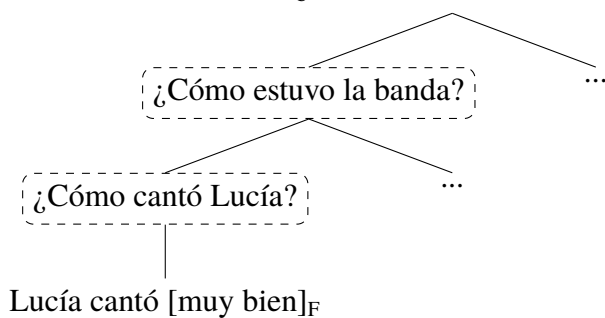 ¿Cómo estuvo la banda?
...
¿Cómo cantó Lucía?
...
Lucía cantó [muy bien]F